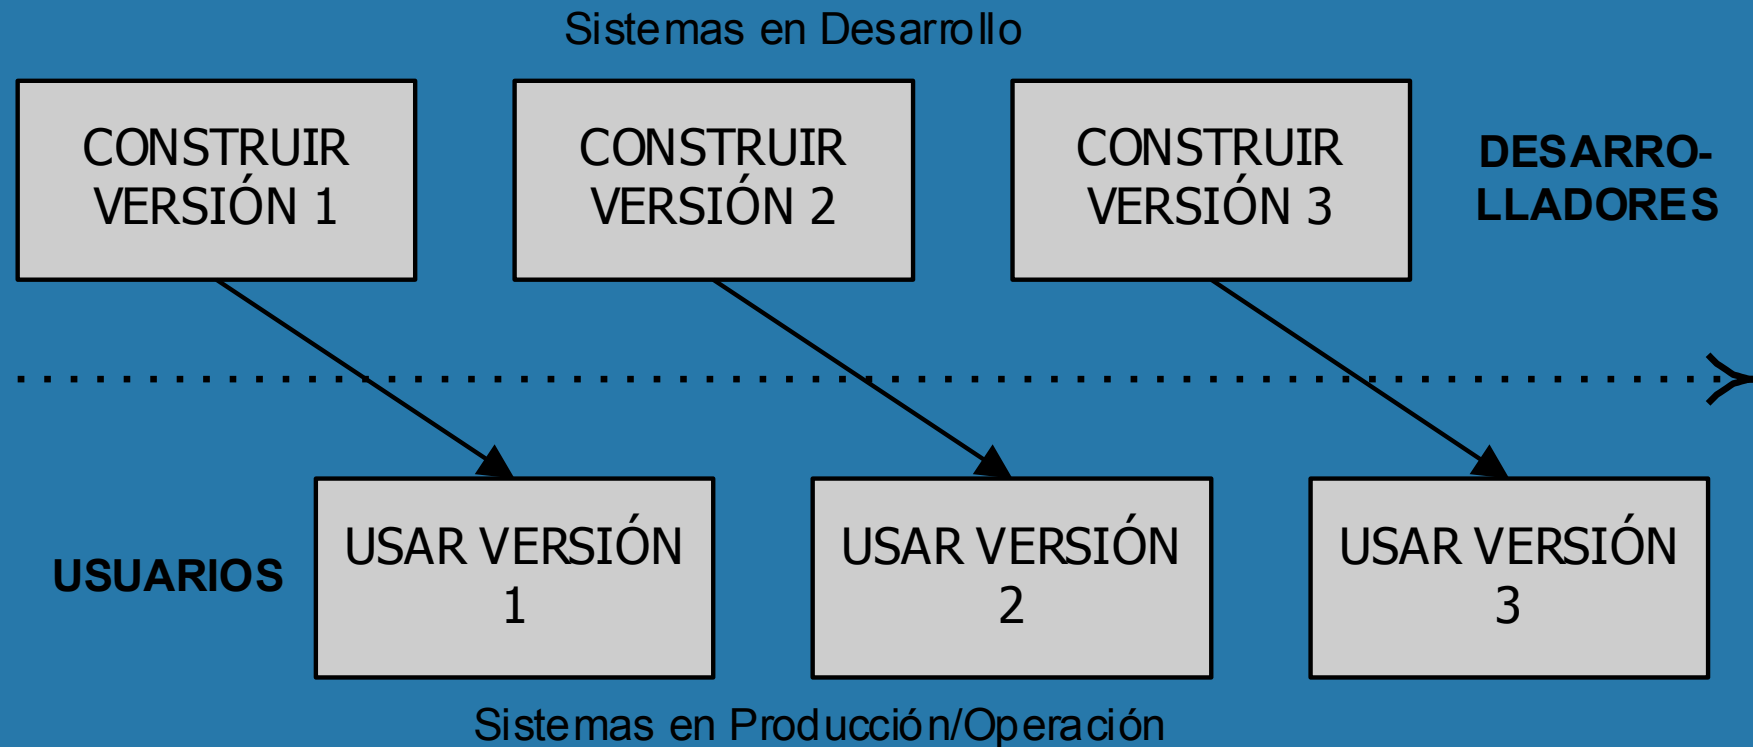 Sistemas en Desarrollo
CONSTRUIR
VERSIÓN 1
CONSTRUIR
VERSIÓN 2
CONSTRUIR
VERSIÓN 3
DESARRO-
LLADORES
USUARIOS
USAR VERSIÓN
1
USAR VERSIÓN
2
USAR VERSIÓN
3
Sistemas en Producción/Operación